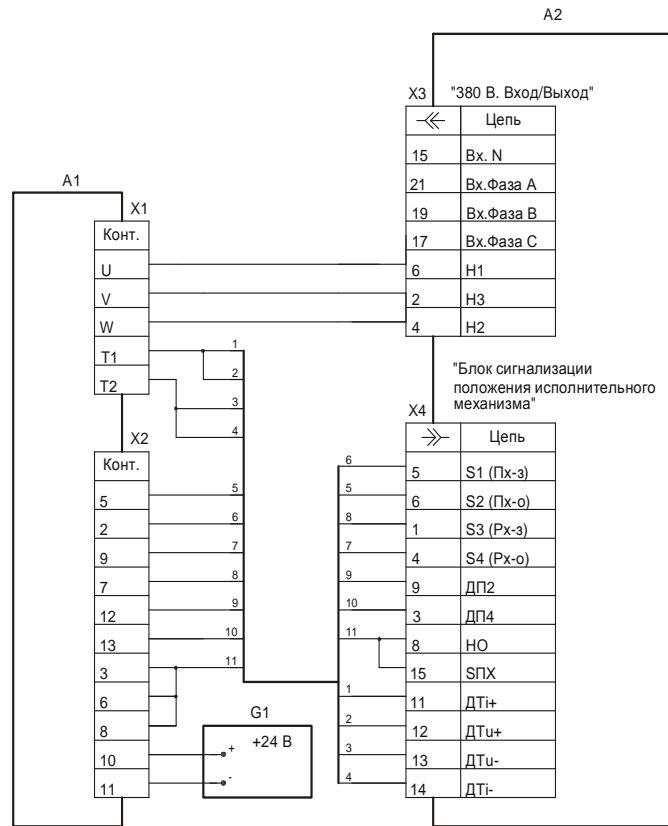 A2
X3 "380 В. Вход/Выход"
Цепь
15 Вх. N
21 Вх.Фаза А
19 Вх.Фаза В
17 Вх.Фаза С
6 Н1
2 Н3
4 Н2
A1
X1
Конт.
U
V
W
T1
T2
1
2
3
4
X2
Конт.
5
2
9
7
12
13
3
6
8
10
11
5
6
7
8
9
10
11
G1
+24 В
+
-
"Блок сигнализации
положения исполнительного
механизма"
X4
Цепь
6 5 S1 (Пх-з)
5 6 S2 (Пх-о)
8 1 S3 (Рх-з)
7 4 S4 (Рх-о)
9 9 ДП2
10 3 ДП4
11 8 НО
15 SПХ
1 11 ДТi+
2 12 ДТu+
3 13 ДТu-
4 14 ДТi-